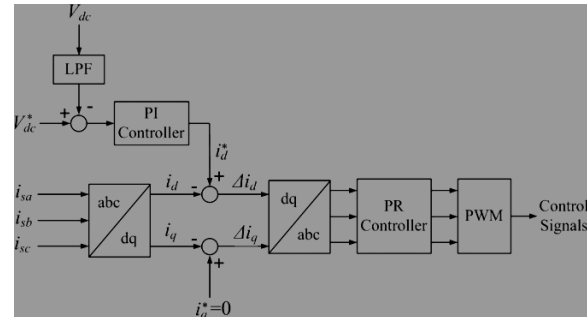 V_dc
LPF
+ -
V*_dc
PI
Controller
i*_d
+
i_sa
i_sb
i_sc
abc
dq
i_d
-
Δi_d
i_q
-
+
Δi_q
i*_q=0
dq
abc
PR
Controller
PWM
Control
Signals